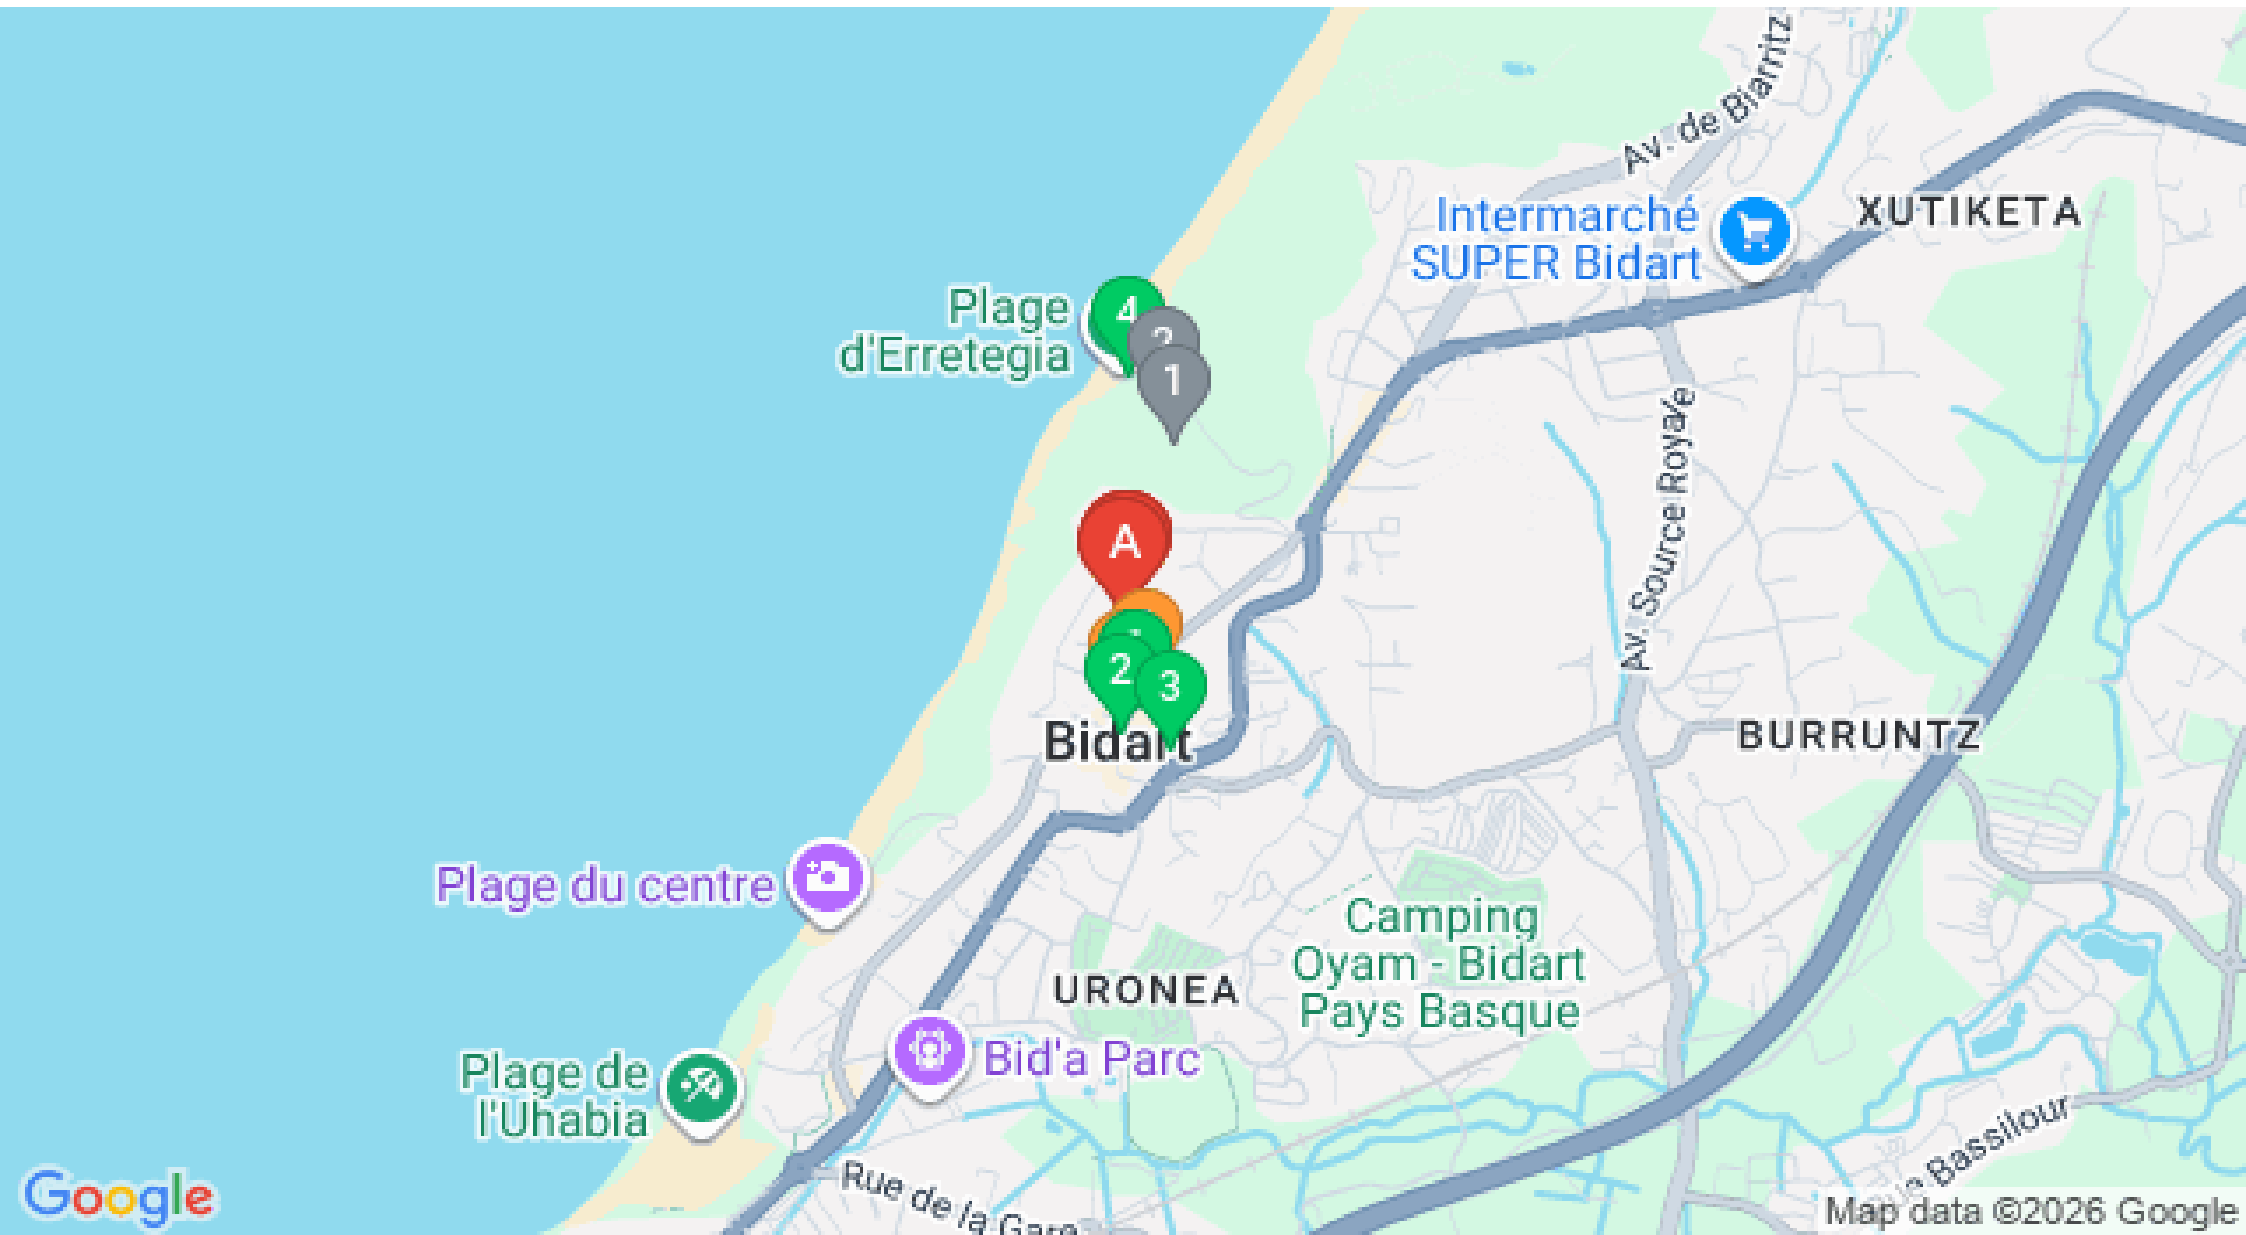 Av. de Biarritz
Intermarché
SUPER Bidart
XUTIKETA
Plage
d'Erretegia
4
2
1
Av. Source Royale
A
2
3
Bidart
BURRUNTZ
Plage du centre
Camping
Oyam - Bidart
Pays Basque
URONEA
Bid'a Parc
Plage de
l'Uhabia
Rue de la Gare
Bassilour
Google
Map data ©2026 Google